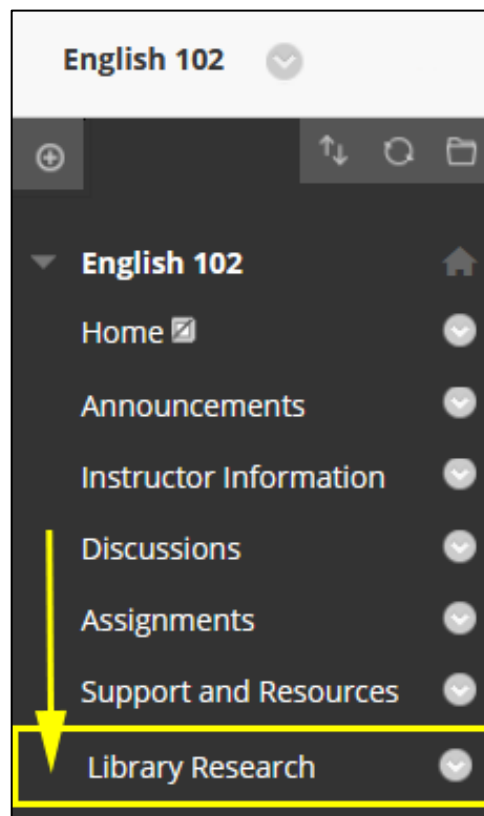 English 102
English 102
Home
Announcements
Instructor Information
Discussions
Assignments
Support and Resources
Library Research